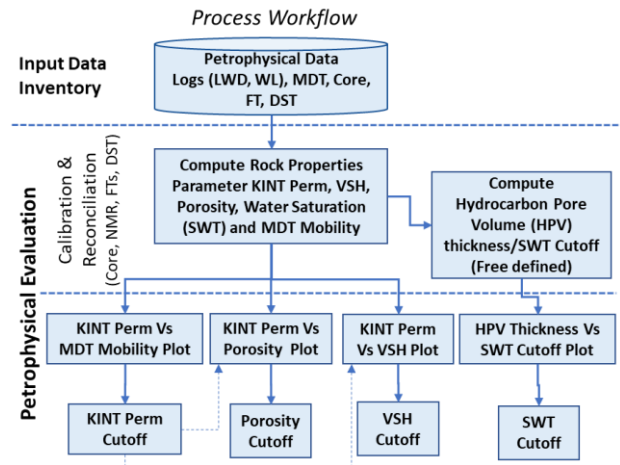 Process Workflow
Input Data
Inventory
Petrophysical Data
Logs (LWD, WL), MDT, Core,
FT, DST
Petrophysical Evaluation
Calibration &
Reconciliation
(Core, NMR, FTs, DST)
Compute Rock Properties
Parameter KINT Perm, VSH,
Porosity, Water Saturation
(SWT) and MDT Mobility
Compute
Hydrocarbon Pore
Volume (HPV)
thickness/SWT Cutoff
(Free defined)
KINT Perm Vs
MDT Mobility Plot
KINT Perm Vs
Porosity Plot
KINT Perm
Vs VSH Plot
HPV Thickness Vs
SWT Cutoff Plot
KINT Perm
Cutoff
Porosity
Cutoff
VSH
Cutoff
SWT
Cutoff